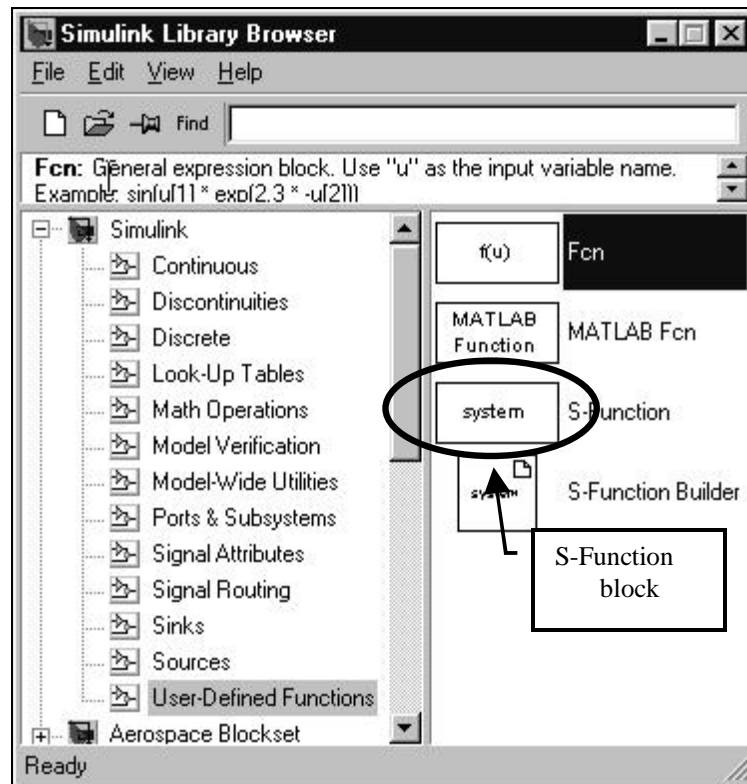 Simulink Library Browser
File Edit View Help
Find
Fcn: General expression block. Use "u" as the input variable name.
Example: sin(u[1] * exp(2.3 * -u[2]))
Simulink
Continuous
Discontinuities
Discrete
Look-Up Tables
Math Operations
Model Verification
Model-Wide Utilities
Ports & Subsystems
Signal Attributes
Signal Routing
Sinks
Sources
User-Defined Functions
Aerospace Blockset
f(u)
Fcn
MATLAB
Function
MATLAB Fcn
system
S-Function
system
S-Function Builder
S-Function
block
Ready